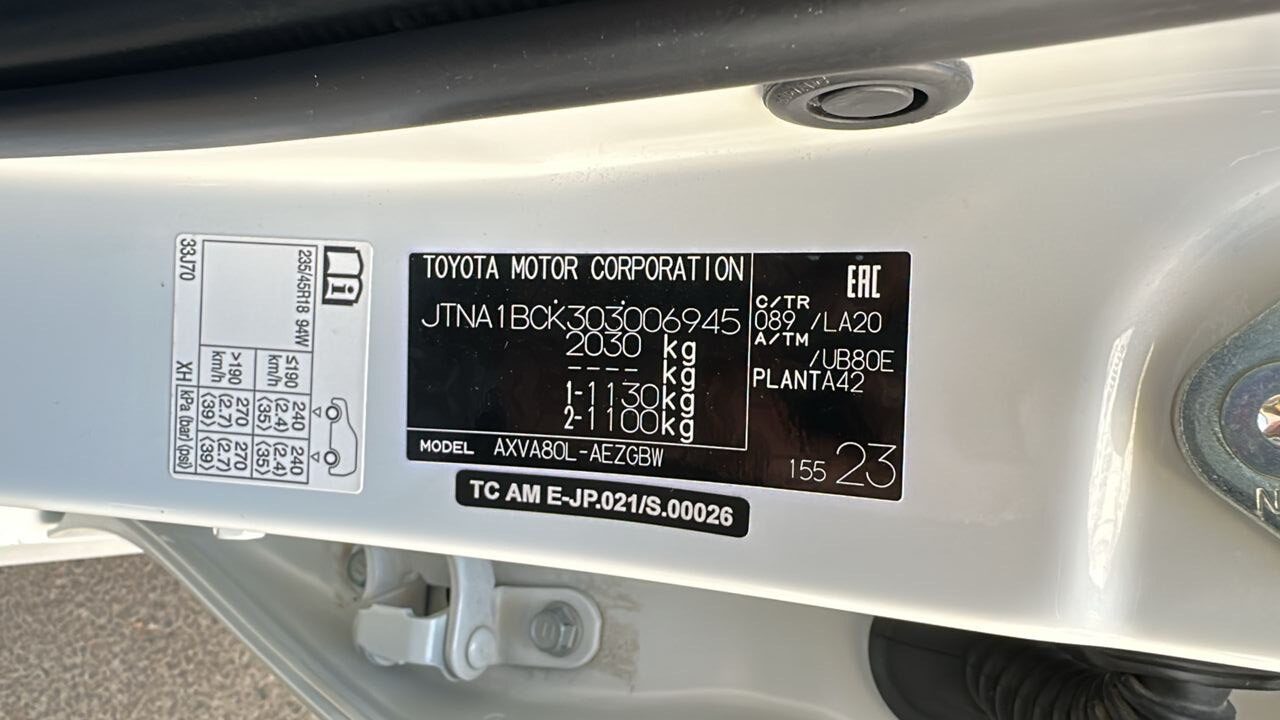 TOYOTA MOTOR CORPORATION
JTNA1BCK303006945
2030 kg
---- kg
1-1130kg
2-1100kg
MODEL AXVA80L-AEZGBW
EAC
C/TR
089 /LA20
A/TM
/UB80E
PLANTA42
155 23
TC AM E-JP.021/S.00026
i
235/45R18 94W
≤190 km/h 240 (2.4) ⟨35⟩ 240 (2.4) ⟨35⟩
>190 km/h 270 (2.7) ⟨39⟩ 270 (2.7) ⟨39⟩
33J70 XH kPa (bar/⟨psi⟩)